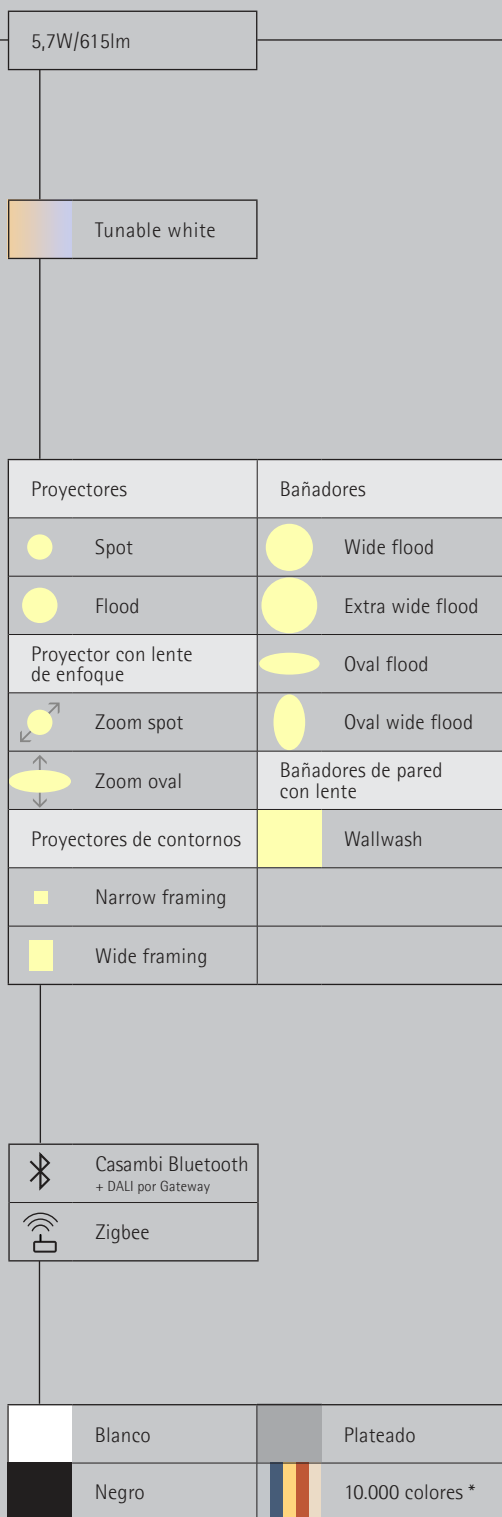 5,7W/615lm
Tunable white
Proyectores
Bañadores
Spot
Wide flood
Flood
Extra wide flood
Proyector con lente
de enfoque
Oval flood
Zoom spot
Oval wide flood
Zoom oval
Bañadores de pared
con lente
Proyectores de contornos
Wallwash
Narrow framing
Wide framing
Casambi Bluetooth
+ DALI por Gateway
Zigbee
Blanco
Plateado
Negro
10.000 colores *